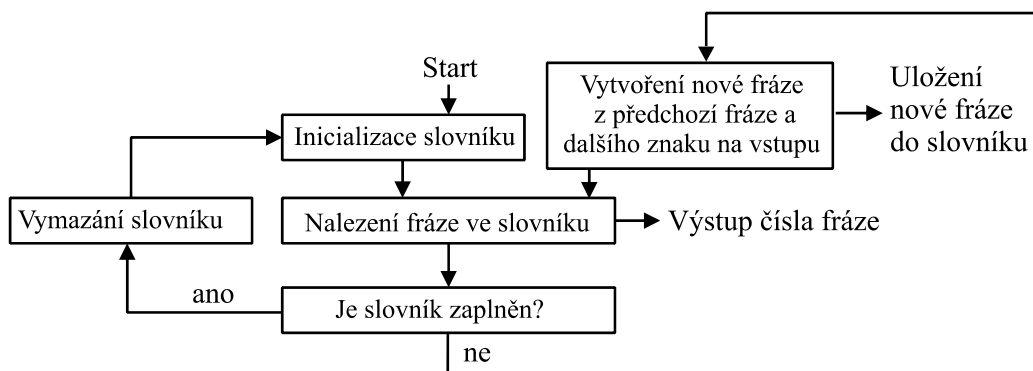 Start
Inicializace slovníku
Vytvoření nové fráze
z předchozí fráze a
dalšího znaku na vstupu
Uložení
nové fráze
do slovníku
Vymazání slovníku
Nalezení fráze ve slovníku
Výstup čísla fráze
ano
Je slovník zaplněn?
ne